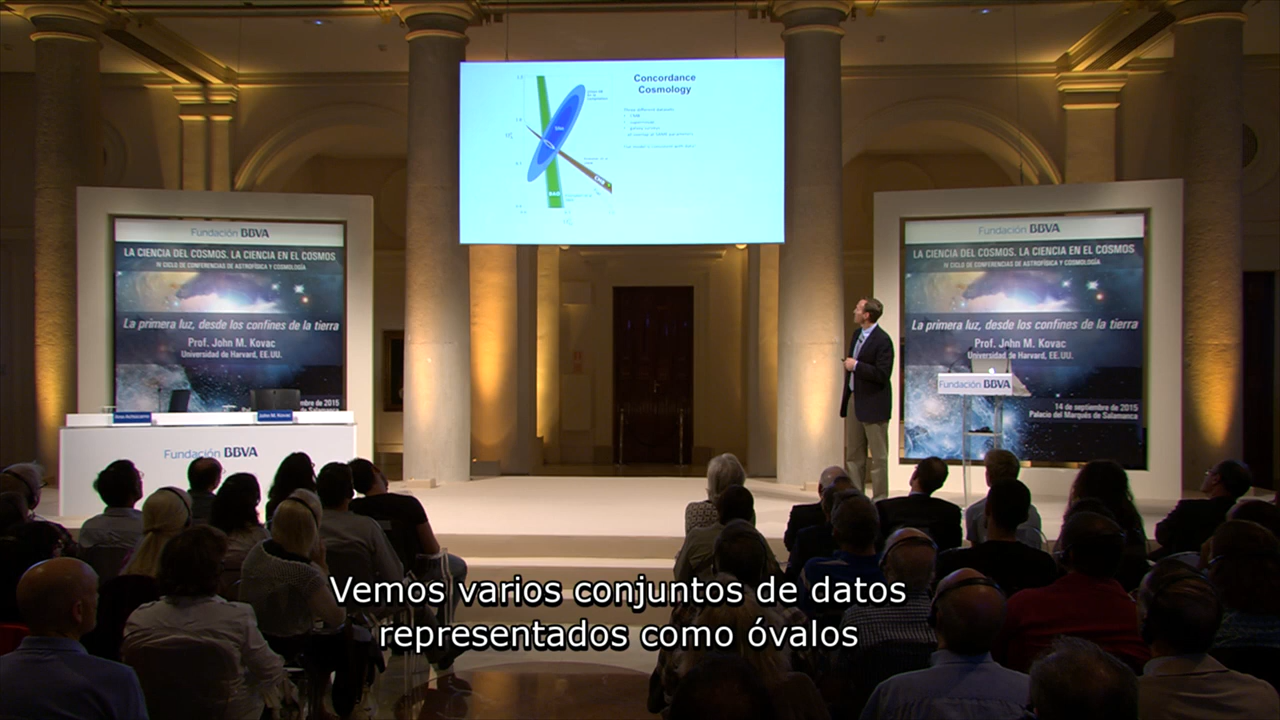 Concordance
Cosmology
SNe
CMB
BAO
Fundación BBVA
LA CIENCIA DEL COSMOS. LA CIENCIA EN EL COSMOS
IV CICLO DE CONFERENCIAS DE ASTROFÍSICA Y COSMOLOGÍA
La primera luz, desde los confines de la tierra
Prof. John M. Kovac
Universidad de Harvard, EE.UU.
John M. Kovac
Fundación BBVA
Fundación BBVA
LA CIENCIA DEL COSMOS. LA CIENCIA EN EL COSMOS
IV CICLO DE CONFERENCIAS DE ASTROFÍSICA Y COSMOLOGÍA
La primera luz, desde los confines de la tierra
Prof. John M. Kovac
Universidad de Harvard, EE.UU.
Fundación BBVA
14 de septiembre de 2015
Palacio del Marqués de Salamanca
Vemos varios conjuntos de datos
representados como óvalos